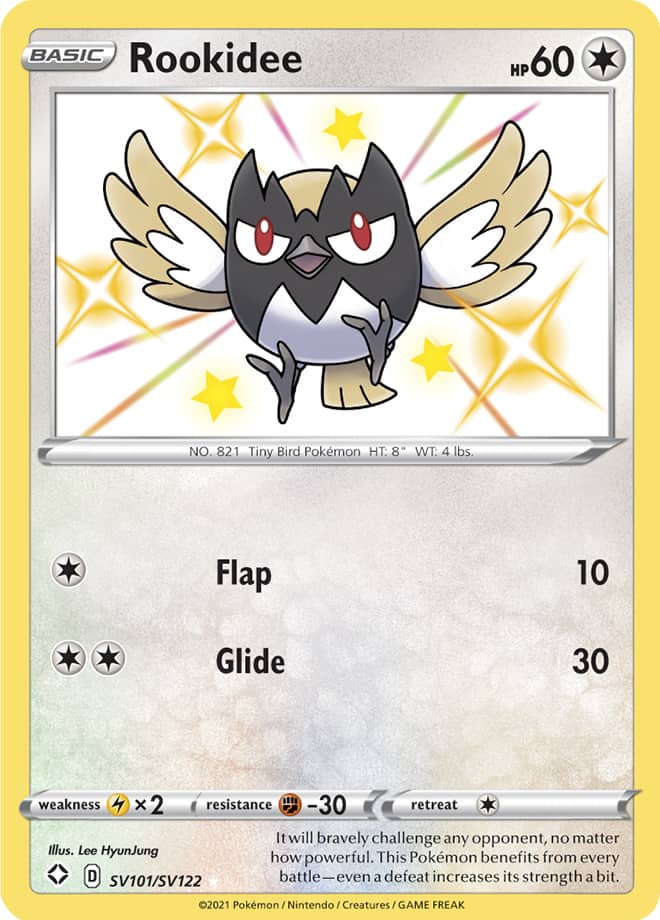 BASIC Rookidee HP60
NO. 821 Tiny Bird Pokémon HT: 8" WT: 4 lbs.
Flap 10
Glide 30
weakness ×2 resistance -30 retreat
Illus. Lee HyunJung
D SV101/SV122
It will bravely challenge any opponent, no matter
how powerful. This Pokémon benefits from every
battle—even a defeat increases its strength a bit.
©2021 Pokémon / Nintendo / Creatures / GAME FREAK